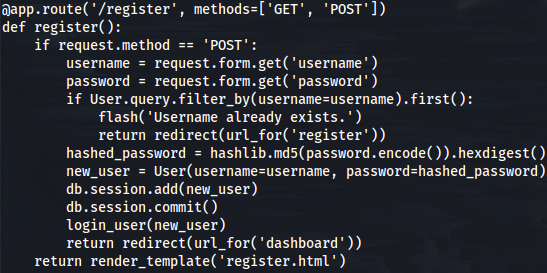 @app.route('/register', methods=['GET', 'POST'])
def register():
    if request.method == 'POST':
        username = request.form.get('username')
        password = request.form.get('password')
        if User.query.filter_by(username=username).first():
            flash('Username already exists.')
            return redirect(url_for('register'))
        hashed_password = hashlib.md5(password.encode()).hexdigest()
        new_user = User(username=username, password=hashed_password)
        db.session.add(new_user)
        db.session.commit()
        login_user(new_user)
        return redirect(url_for('dashboard'))
    return render_template('register.html')